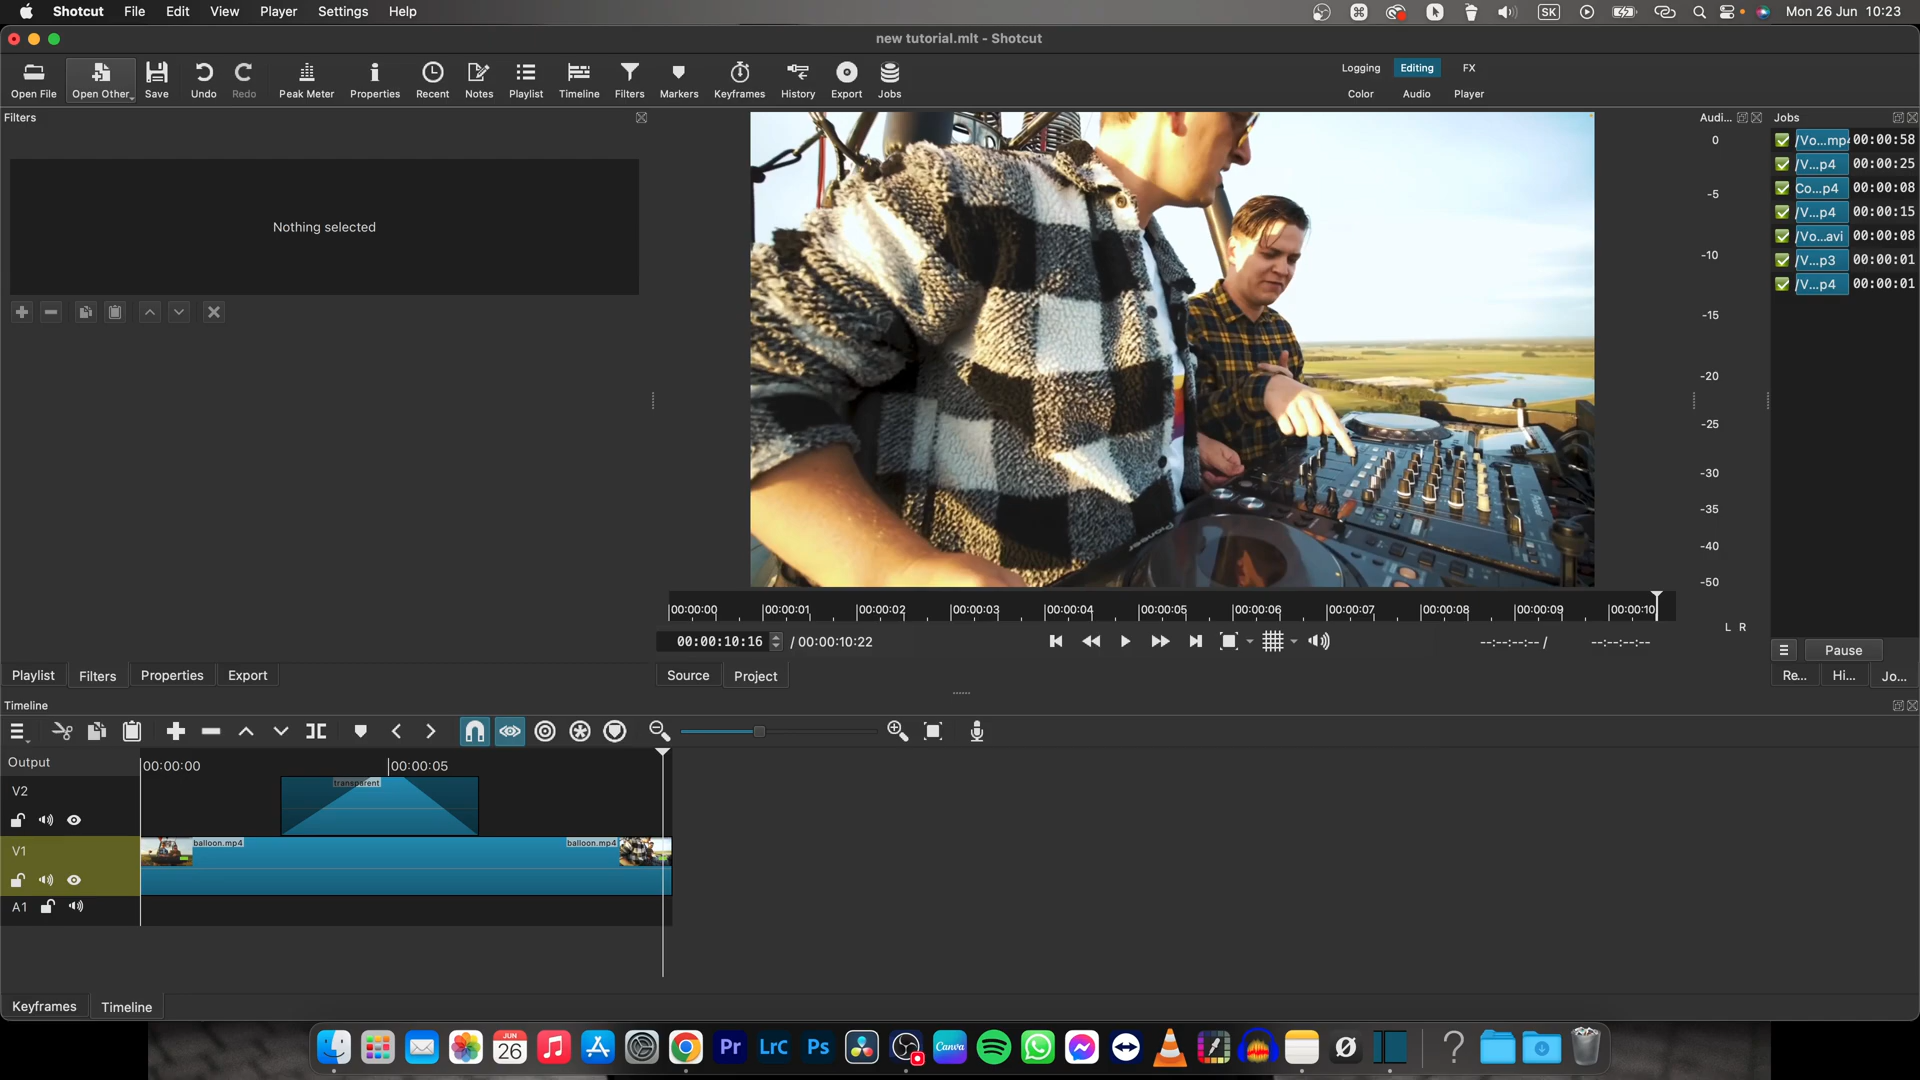 Shotcut File Edit View Player Settings Help SK Mon 26 Jun 10:23
new tutorial.mlt - Shotcut
Open File Open Other Save Undo Redo Peak Meter Properties Recent Notes Playlist Timeline Filters Markers Keyframes History Export Jobs
Logging Editing FX
Color Audio Player
Filters
Nothing selected
Pioneer
Audi...
0
-5
-10
-15
-20
-25
-30
-35
-40
-50
L R
Jobs
/Vo...mp4 00:00:58
/V...p4 00:00:25
Co...p4 00:00:08
/V...p4 00:00:15
/Vo...avi 00:00:08
/V...p3 00:00:01
/V...p4 00:00:01
Pause
Re... Hi... Jo...
00:00:00 00:00:01 00:00:02 00:00:03 00:00:04 00:00:05 00:00:06 00:00:07 00:00:08 00:00:09 00:00:10
00:00:10:16 / 00:00:10:22 --:--:--:-- / --:--:--:--
Playlist Filters Properties Export
Source Project
Timeline
Output 00:00:00 00:00:05
V2 transparent
V1 balloon.mp4 balloon.mp4
A1
Keyframes Timeline
JUN
26
Pr
LrC
Ps
Canva